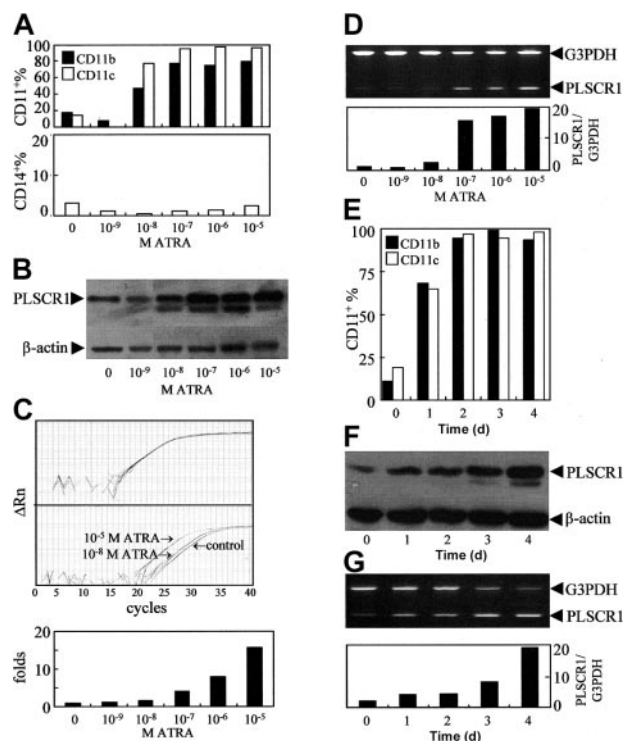 A
100
80
60
40
20
0
CD11+%
CD11b
CD11c
20
10
0
CD14+%
0 10-9 10-8 10-7 10-6 10-5
M ATRA
B
PLSCR1
β-actin
0 10-9 10-8 10-7 10-6 10-5
M ATRA
C
ΔRn
10-5 M ATRA→
10-8 M ATRA→
←control
0 5 10 15 20 25 30 35 40
cycles
20
10
0
folds
0 10-9 10-8 10-7 10-6 10-5
M ATRA
D
G3PDH
PLSCR1
20
10
0
PLSCR1/
G3PDH
0 10-9 10-8 10-7 10-6 10-5
M ATRA
E
100
75
50
25
0
CD11+ %
CD11b
CD11c
0 1 2 3 4
Time (d)
F
PLSCR1
β-actin
0 1 2 3 4
Time (d)
G
G3PDH
PLSCR1
20
10
0
PLSCR1/
G3PDH
0 1 2 3 4
Time (d)